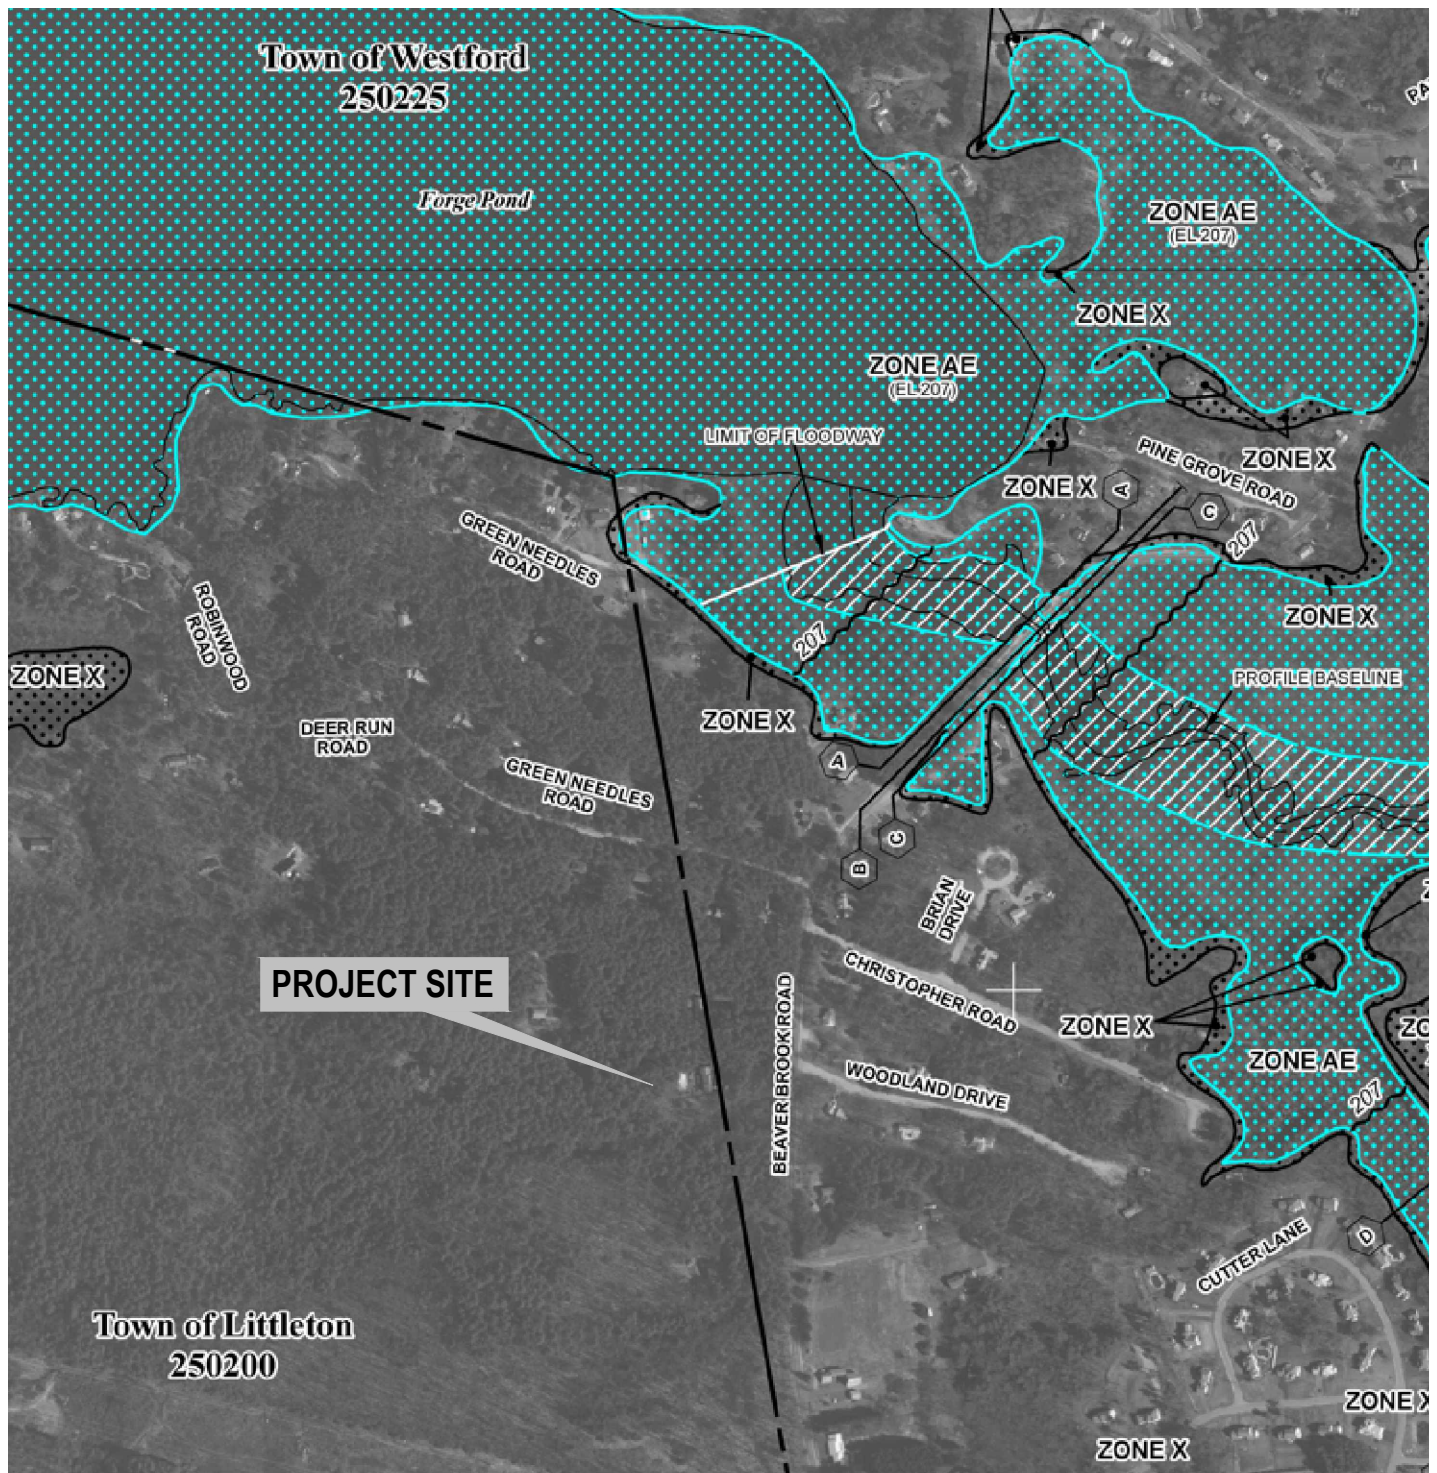 Town of Westford
250225
PA
Forge Pond
ZONE AE
(EL 207)
ZONE X
ZONE AE
(EL 207)
LIMIT OF FLOODWAY
PINE GROVE ROAD
ZONE X
ZONE X
A
C
207
GREEN NEEDLES
ROAD
ZONE X
ROBINWOOD
ROAD
207
ZONE X
PROFILE BASELINE
ZONE X
DEER RUN
ROAD
A
GREEN NEEDLES
ROAD
C
B
BRIAN
DRIVE
CHRISTOPHER ROAD
PROJECT SITE
BEAVER BROOK ROAD
ZONE X
ZO
ZONE AE
WOODLAND DRIVE
207
D
CUTTER LANE
Town of Littleton
250200
ZONE X
ZONE X